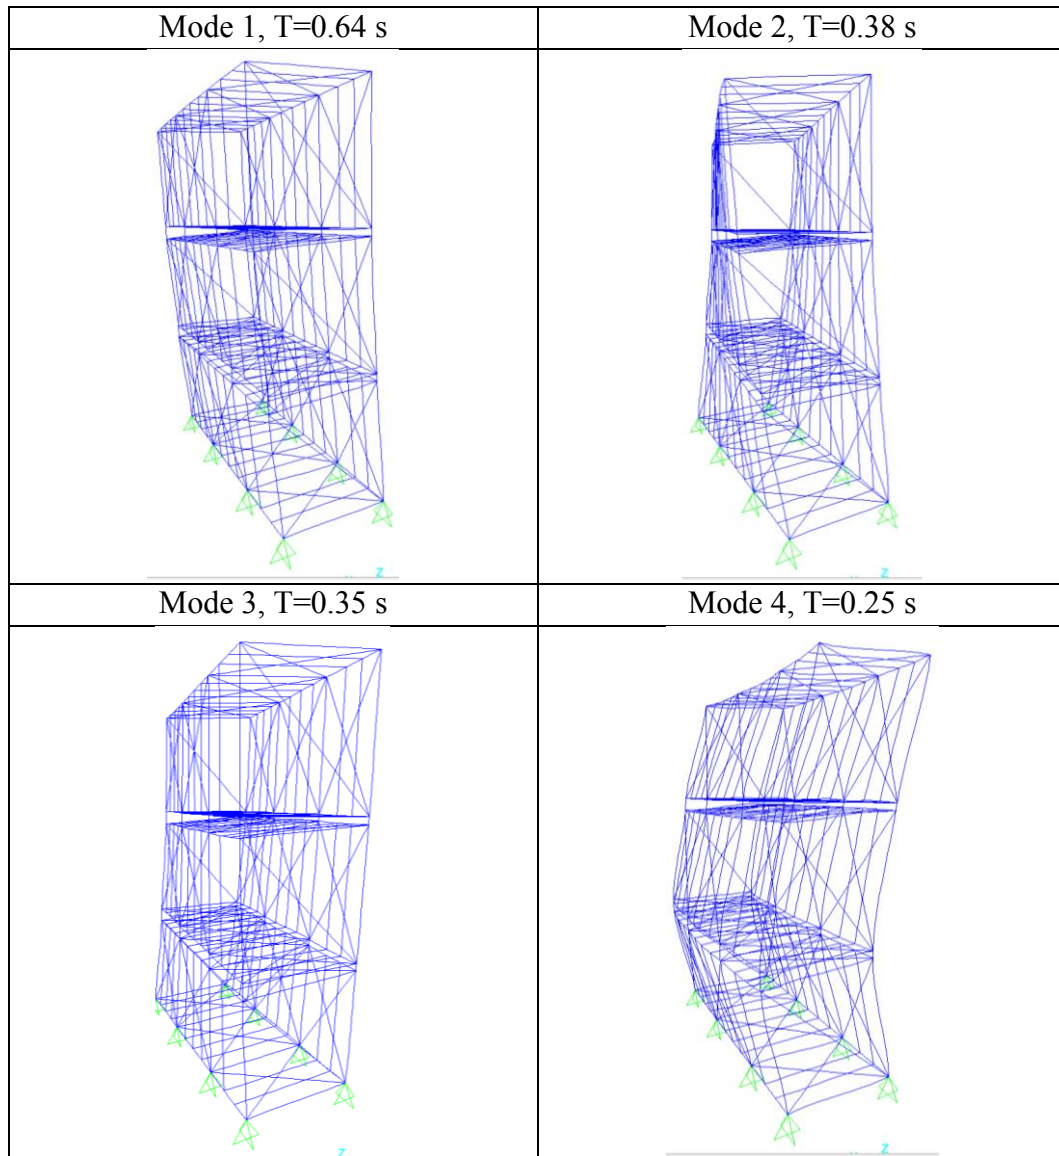 Mode 1, T=0.64 s
Mode 2, T=0.38 s
Z
Z
Mode 3, T=0.35 s
Mode 4, T=0.25 s
Z
Z